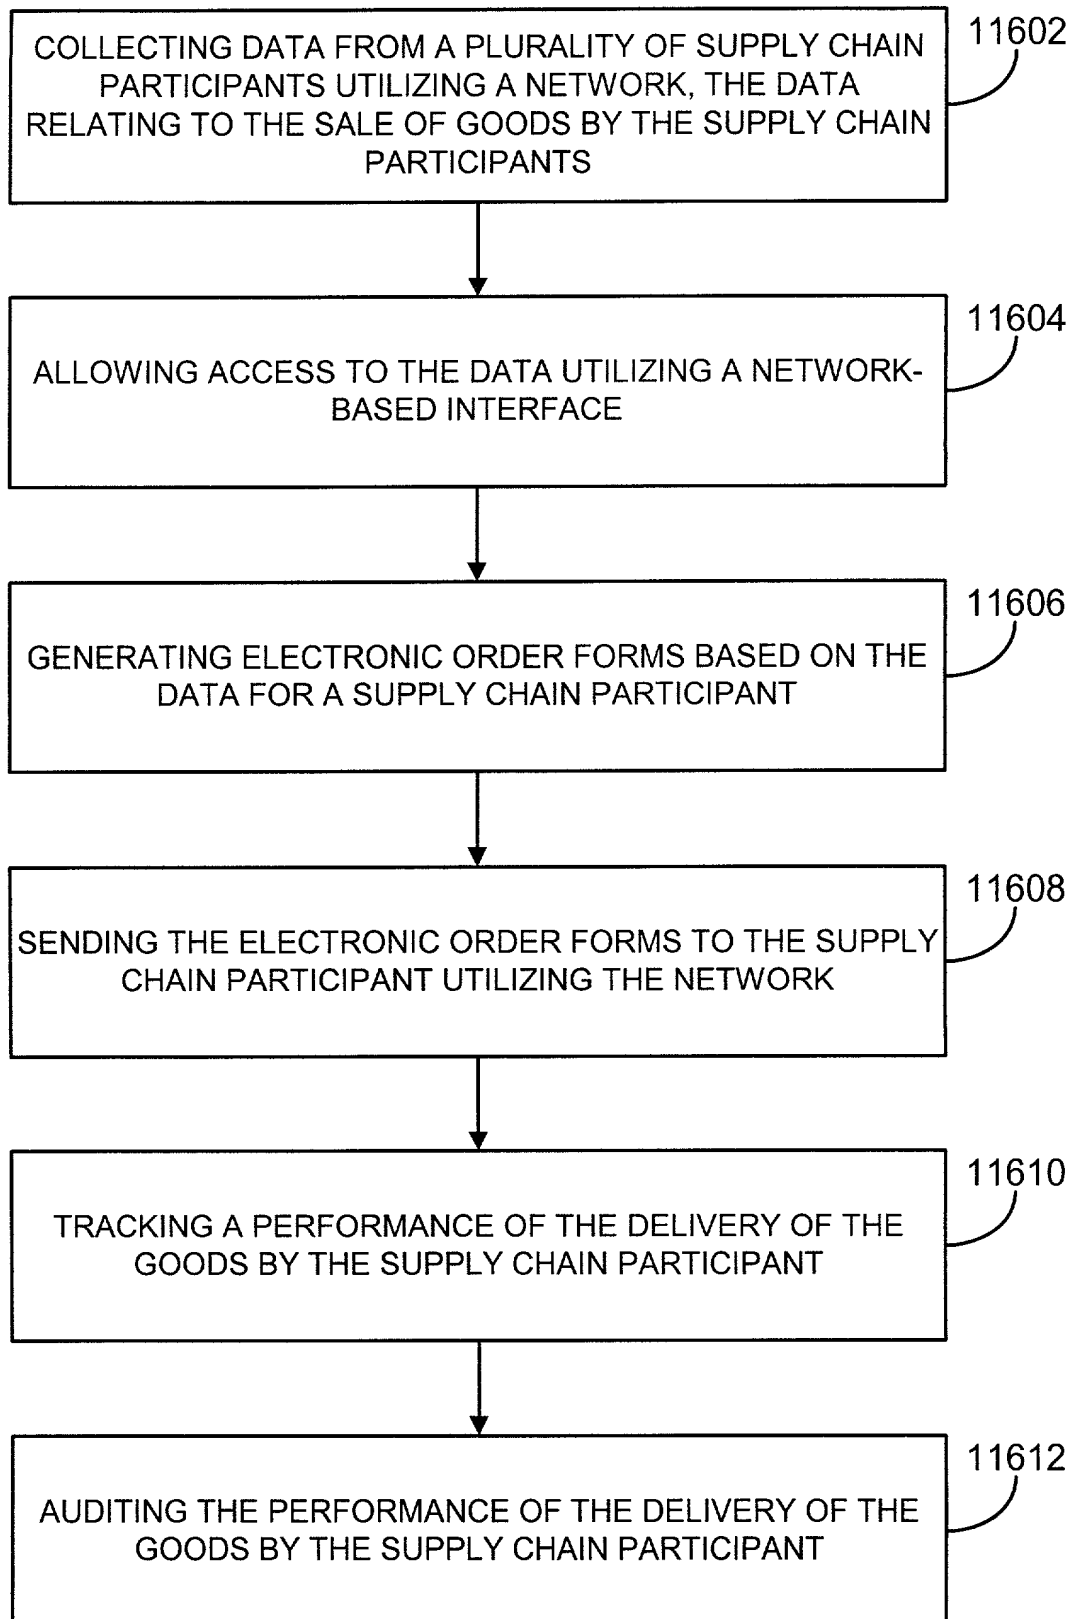 COLLECTING DATA FROM A PLURALITY OF SUPPLY CHAIN
PARTICIPANTS UTILIZING A NETWORK, THE DATA
RELATING TO THE SALE OF GOODS BY THE SUPPLY CHAIN
PARTICIPANTS
11602
ALLOWING ACCESS TO THE DATA UTILIZING A NETWORK-
BASED INTERFACE
11604
GENERATING ELECTRONIC ORDER FORMS BASED ON THE
DATA FOR A SUPPLY CHAIN PARTICIPANT
11606
SENDING THE ELECTRONIC ORDER FORMS TO THE SUPPLY
CHAIN PARTICIPANT UTILIZING THE NETWORK
11608
TRACKING A PERFORMANCE OF THE DELIVERY OF THE
GOODS BY THE SUPPLY CHAIN PARTICIPANT
11610
AUDITING THE PERFORMANCE OF THE DELIVERY OF THE
GOODS BY THE SUPPLY CHAIN PARTICIPANT
11612